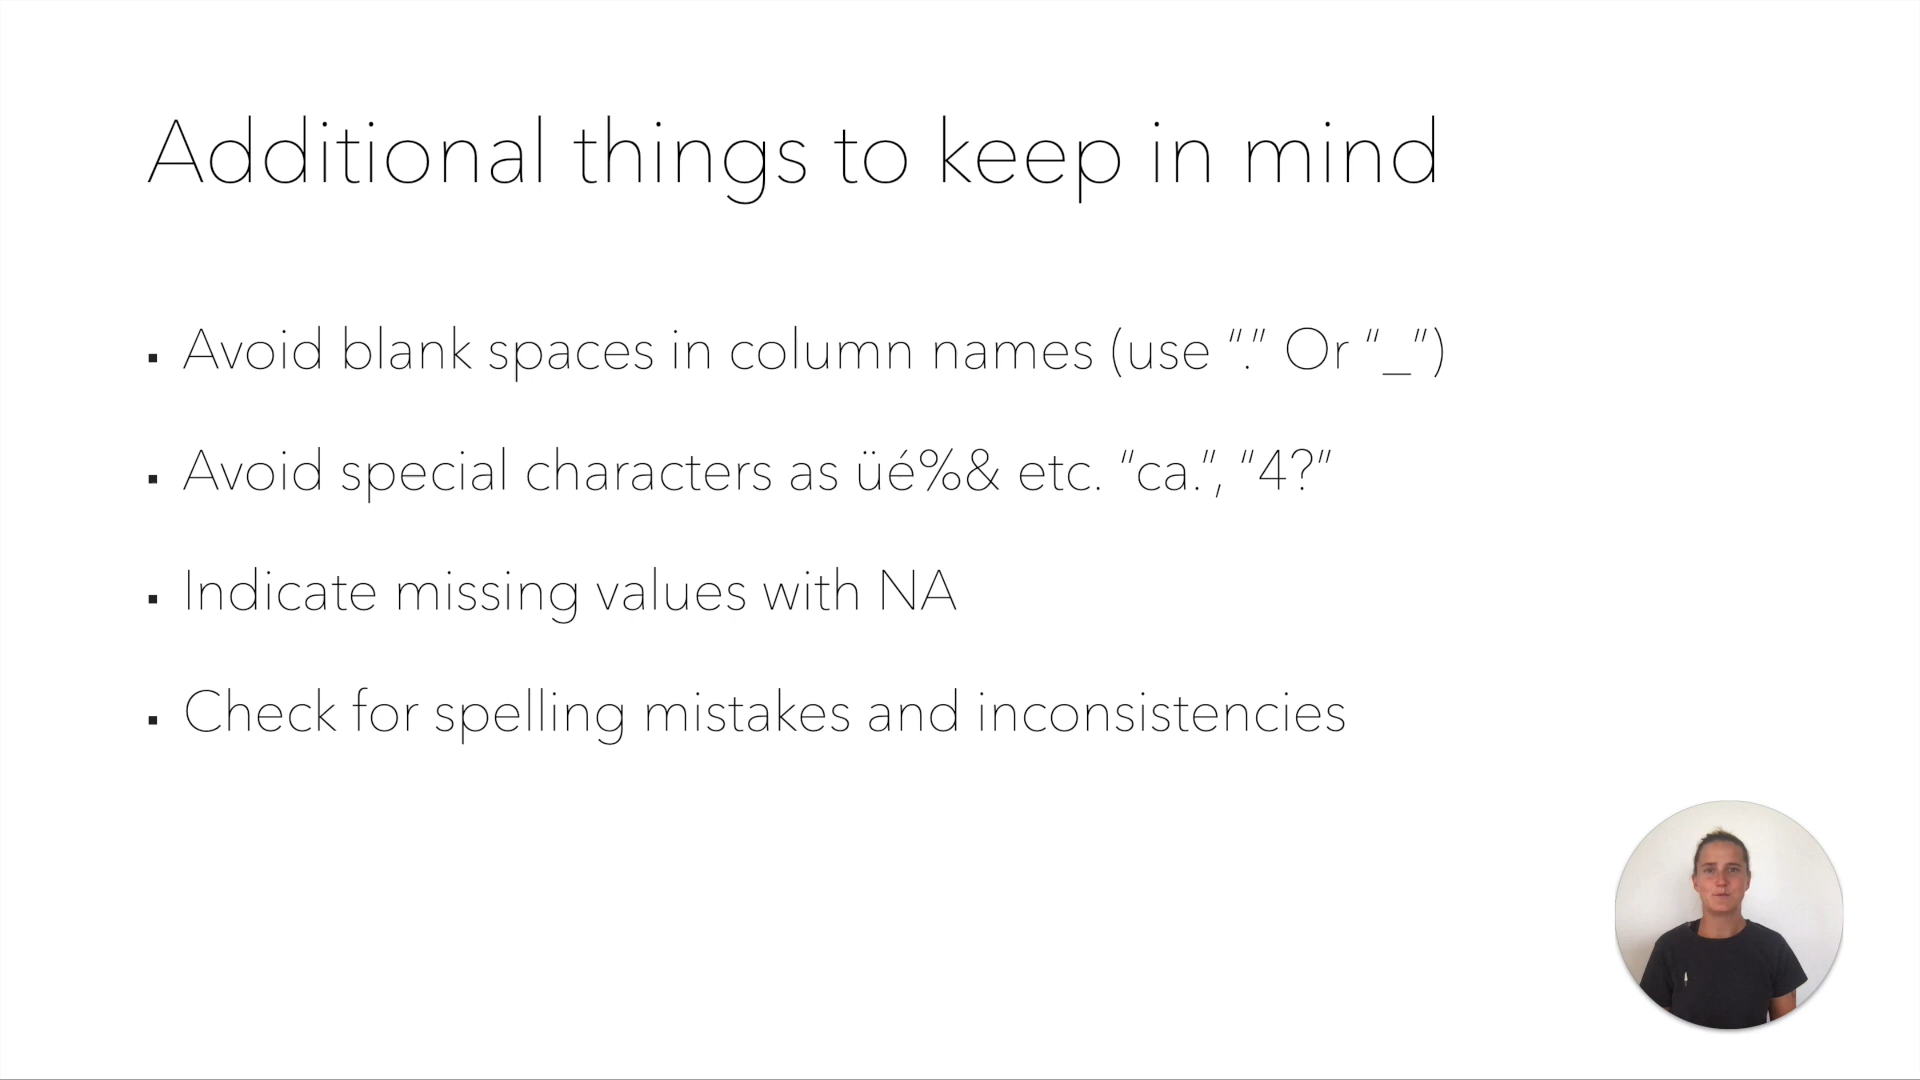 Additional things to keep in mind
▪ Avoid blank spaces in column names (use “.” Or “_”)
▪ Avoid special characters as üé%& etc. “ca.”, “4?”
▪ Indicate missing values with NA
▪ Check for spelling mistakes and inconsistencies